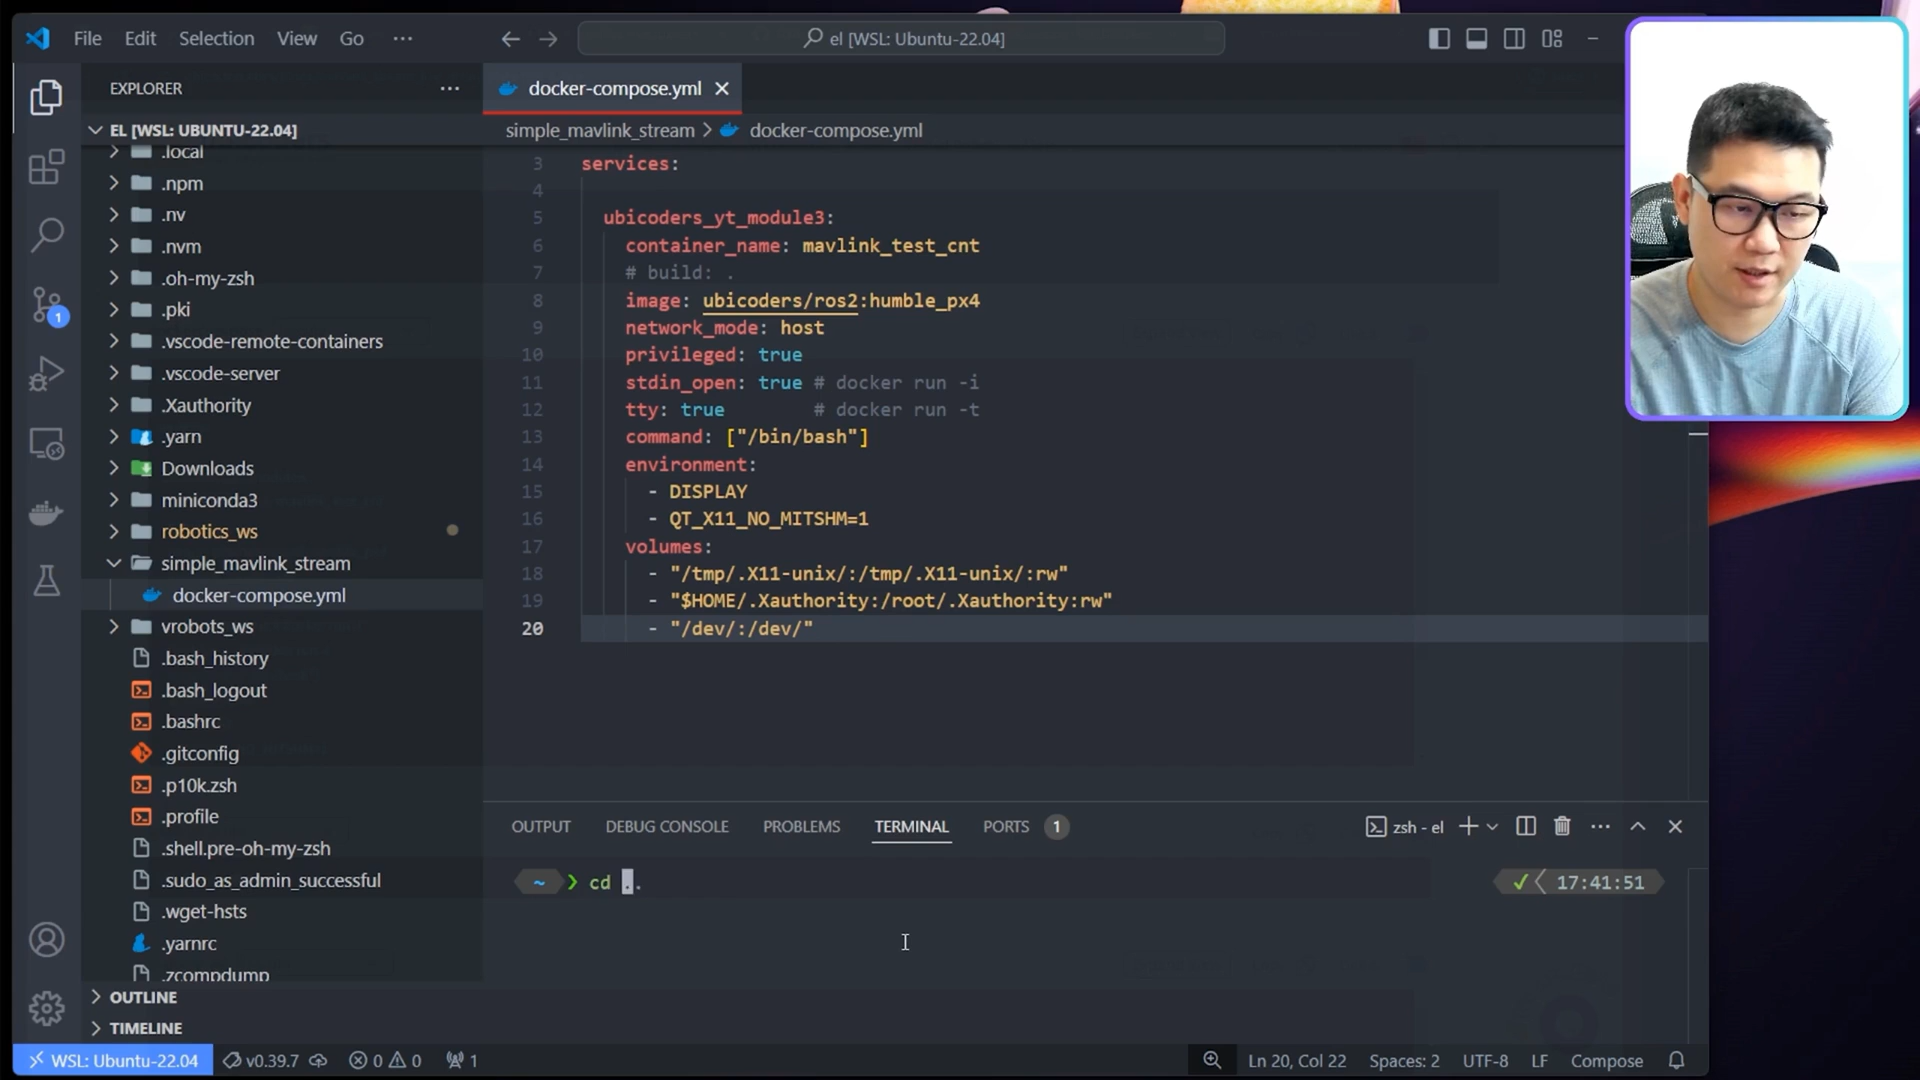 File Edit Selection View Go ...
el [WSL: Ubuntu-22.04]
EXPLORER
docker-compose.yml
EL [WSL: UBUNTU-22.04]
simple_mavlink_stream > docker-compose.yml
.local
.npm
.nv
.nvm
.oh-my-zsh
.pki
.vscode-remote-containers
.vscode-server
.Xauthority
.yarn
Downloads
miniconda3
robotics_ws
simple_mavlink_stream
docker-compose.yml
vrobots_ws
.bash_history
.bash_logout
.bashrc
.gitconfig
.p10k.zsh
.profile
.shell.pre-oh-my-zsh
.sudo_as_admin_successful
.wget-hsts
.yarnrc
.zcompdump
OUTLINE
TIMELINE
1
3 services:
4
5 ubicoders_yt_module3:
6 container_name: mavlink_test_cnt
7 # build: .
8 image: ubicoders/ros2:humble_px4
9 network_mode: host
10 privileged: true
11 stdin_open: true # docker run -i
12 tty: true # docker run -t
13 command: ["/bin/bash"]
14 environment:
15 - DISPLAY
16 - QT_X11_NO_MITSHM=1
17 volumes:
18 - "/tmp/.X11-unix/:/tmp/.X11-unix/:rw"
19 - "$HOME/.Xauthority:/root/.Xauthority:rw"
20 - "/dev/:/dev/"
OUTPUT DEBUG CONSOLE PROBLEMS TERMINAL PORTS 1
zsh - el
~ ❯ cd ..
17:41:51
WSL: Ubuntu-22.04 v0.39.7 0 0 1
Ln 20, Col 22 Spaces: 2 UTF-8 LF Compose